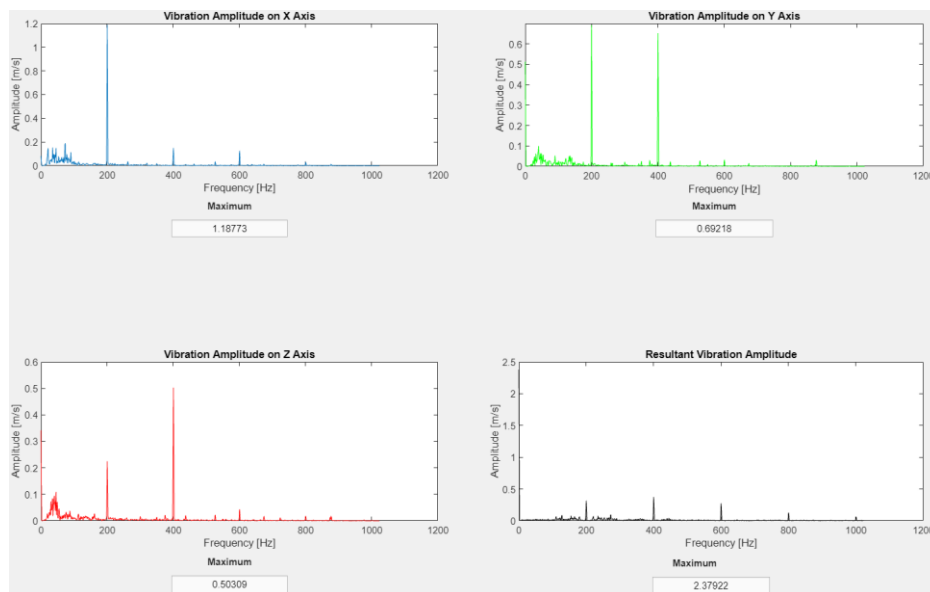 Vibration Amplitude on X Axis
1.2
1
0.8
0.6
0.4
0.2
0
Amplitude [m/s]
0 200 400 600 800 1000 1200
Frequency [Hz]
Maximum
1.18773
Vibration Amplitude on Y Axis
0.6
0.5
0.4
0.3
0.2
0.1
0
Amplitude [m/s]
0 200 400 600 800 1000 1200
Frequency [Hz]
Maximum
0.69218
Vibration Amplitude on Z Axis
0.6
0.5
0.4
0.3
0.2
0.1
0
Amplitude [m/s]
0 200 400 600 800 1000 1200
Frequency [Hz]
Maximum
0.50309
Resultant Vibration Amplitude
2.5
2
1.5
1
0.5
0
Amplitude [m/s]
0 200 400 600 800 1000 1200
Frequency [Hz]
Maximum
2.37922